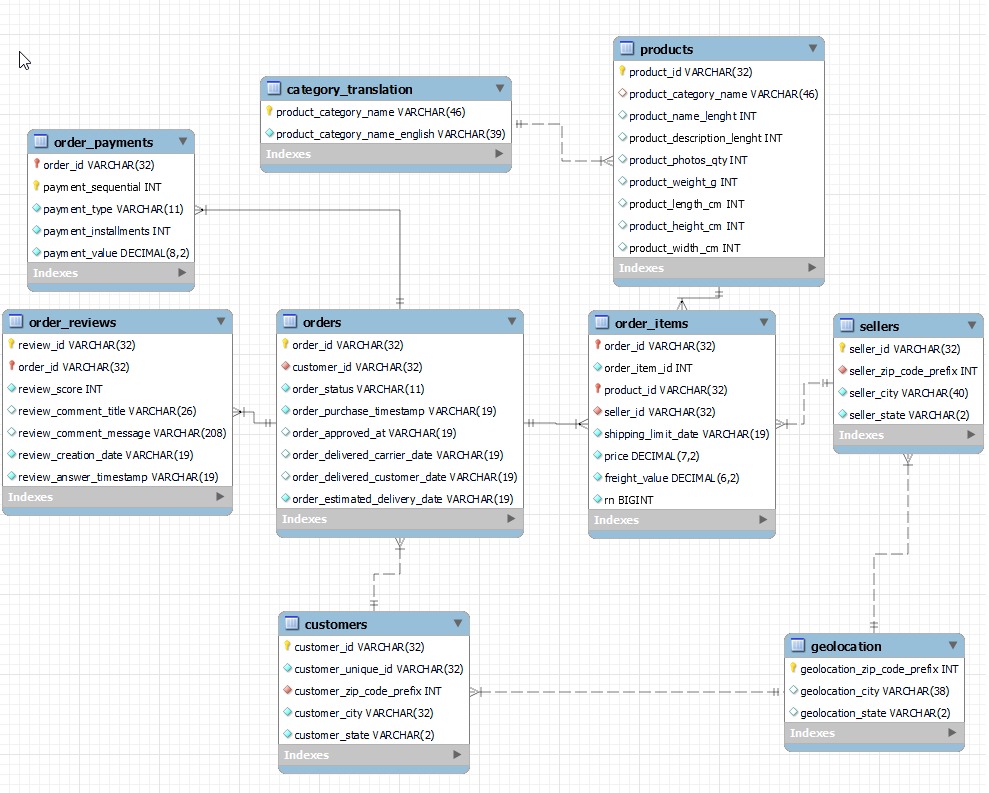 products
product_id VARCHAR(32)
product_category_name VARCHAR(46)
product_name_lenght INT
product_description_lenght INT
product_photos_qty INT
product_weight_g INT
product_length_cm INT
product_height_cm INT
product_width_cm INT
Indexes
category_translation
product_category_name VARCHAR(46)
product_category_name_english VARCHAR(39)
Indexes
order_payments
order_id VARCHAR(32)
payment_sequential INT
payment_type VARCHAR(11)
payment_installments INT
payment_value DECIMAL(8,2)
Indexes
order_reviews
review_id VARCHAR(32)
order_id VARCHAR(32)
review_score INT
review_comment_title VARCHAR(26)
review_comment_message VARCHAR(208)
review_creation_date VARCHAR(19)
review_answer_timestamp VARCHAR(19)
Indexes
orders
order_id VARCHAR(32)
customer_id VARCHAR(32)
order_status VARCHAR(11)
order_purchase_timestamp VARCHAR(19)
order_approved_at VARCHAR(19)
order_delivered_carrier_date VARCHAR(19)
order_delivered_customer_date VARCHAR(19)
order_estimated_delivery_date VARCHAR(19)
Indexes
order_items
order_id VARCHAR(32)
order_item_id INT
product_id VARCHAR(32)
seller_id VARCHAR(32)
shipping_limit_date VARCHAR(19)
price DECIMAL(7,2)
freight_value DECIMAL(6,2)
rn BIGINT
Indexes
sellers
seller_id VARCHAR(32)
seller_zip_code_prefix INT
seller_city VARCHAR(40)
seller_state VARCHAR(2)
Indexes
customers
customer_id VARCHAR(32)
customer_unique_id VARCHAR(32)
customer_zip_code_prefix INT
customer_city VARCHAR(32)
customer_state VARCHAR(2)
Indexes
geolocation
geolocation_zip_code_prefix INT
geolocation_city VARCHAR(38)
geolocation_state VARCHAR(2)
Indexes